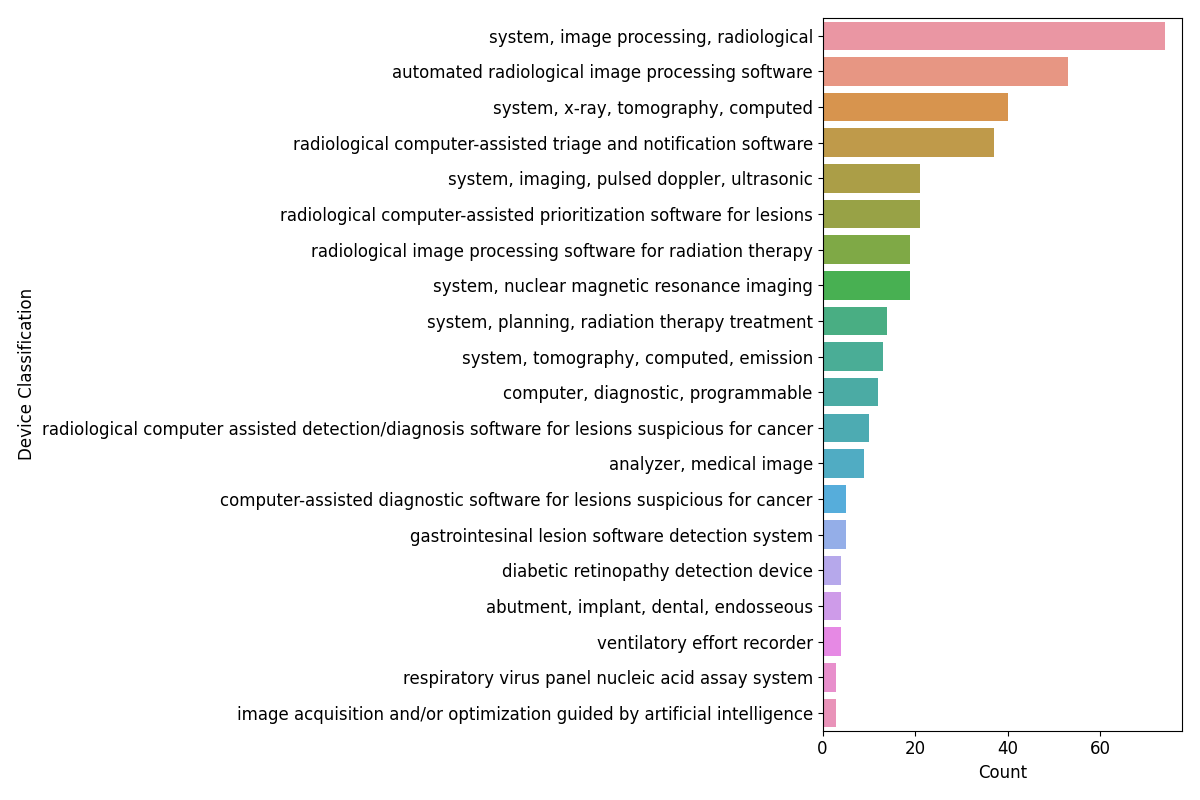 system, image processing, radiological
automated radiological image processing software
system, x-ray, tomography, computed
radiological computer-assisted triage and notification software
system, imaging, pulsed doppler, ultrasonic
radiological computer-assisted prioritization software for lesions
radiological image processing software for radiation therapy
system, nuclear magnetic resonance imaging
system, planning, radiation therapy treatment
system, tomography, computed, emission
computer, diagnostic, programmable
radiological computer assisted detection/diagnosis software for lesions suspicious for cancer
analyzer, medical image
computer-assisted diagnostic software for lesions suspicious for cancer
gastrointesinal lesion software detection system
diabetic retinopathy detection device
abutment, implant, dental, endosseous
ventilatory effort recorder
respiratory virus panel nucleic acid assay system
image acquisition and/or optimization guided by artificial intelligence
Device Classification
0 20 40 60
Count